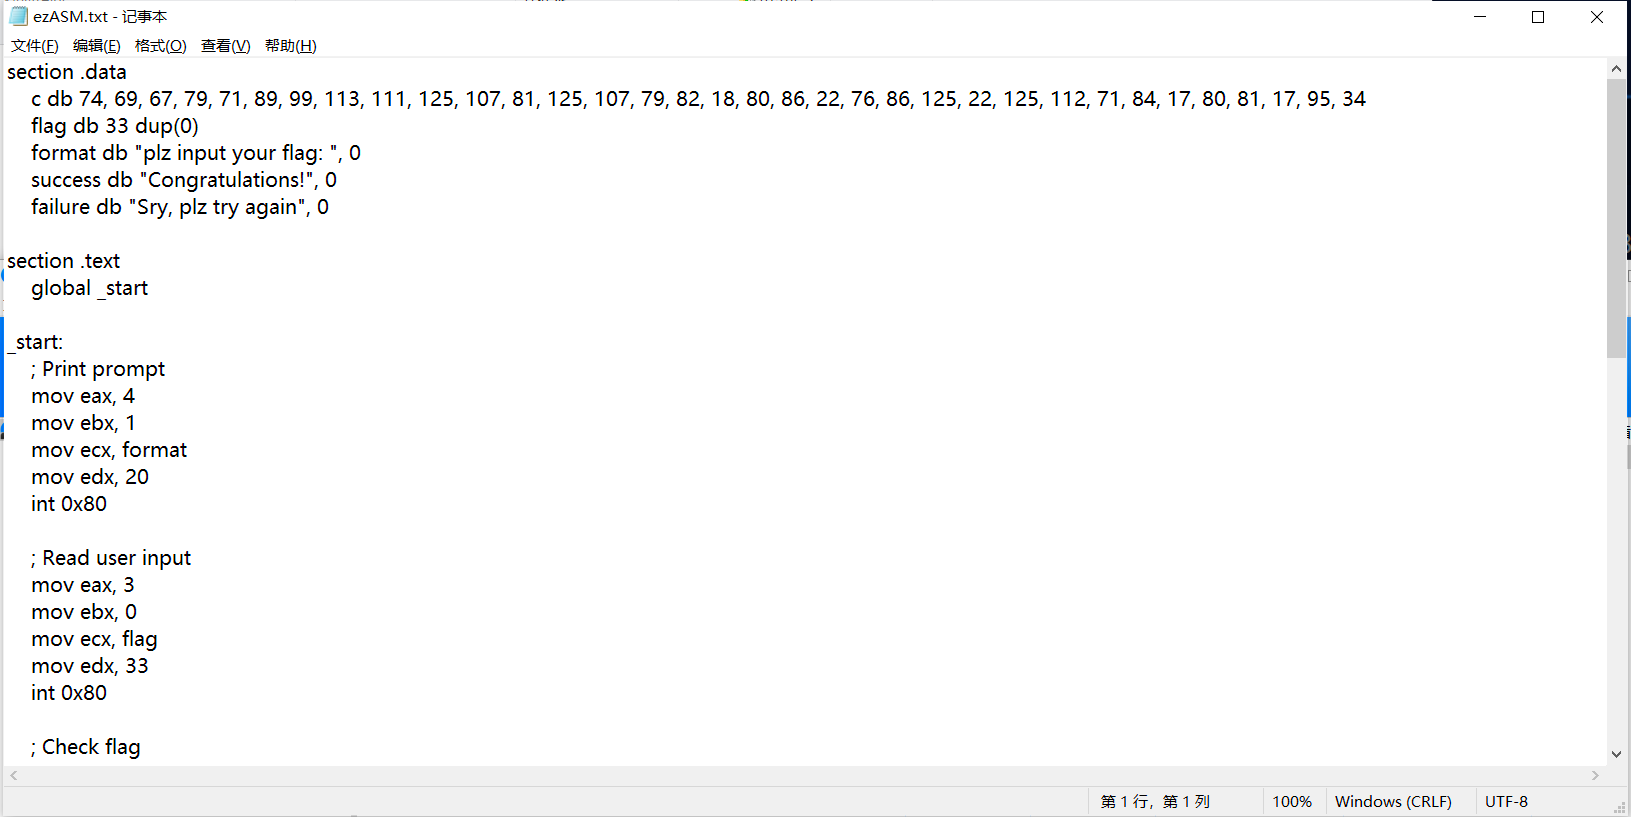 ezASM.txt - 记事本
文件(F) 编辑(E) 格式(O) 查看(V) 帮助(H)
section .data
c db 74, 69, 67, 79, 71, 89, 99, 113, 111, 125, 107, 81, 125, 107, 79, 82, 18, 80, 86, 22, 76, 86, 125, 22, 125, 112, 71, 84, 17, 80, 81, 17, 95, 34
flag db 33 dup(0)
format db "plz input your flag: ", 0
success db "Congratulations!", 0
failure db "Sry, plz try again", 0
section .text
global _start
_start:
; Print prompt
mov eax, 4
mov ebx, 1
mov ecx, format
mov edx, 20
int 0x80
; Read user input
mov eax, 3
mov ebx, 0
mov ecx, flag
mov edx, 33
int 0x80
; Check flag
第 1 行，第 1 列 100% Windows (CRLF) UTF-8